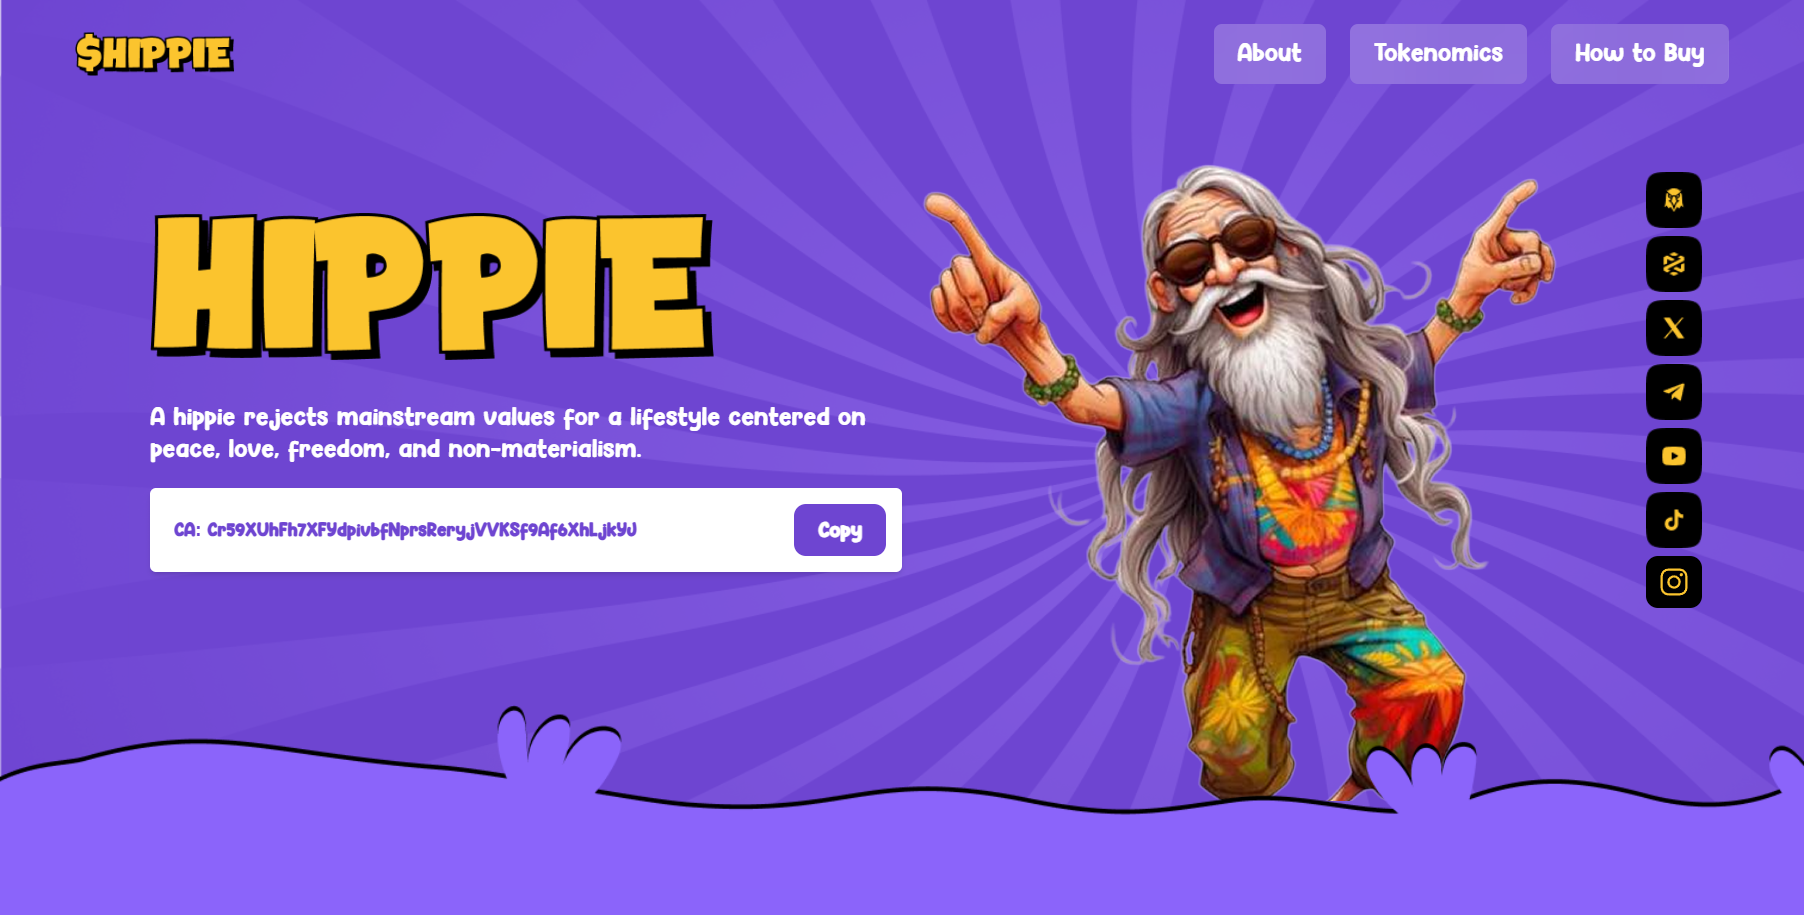 $HIPPIE
About
Tokenomics
How to Buy
HIPPIE
A hippie rejects mainstream values for a lifestyle centered on
peace, love, freedom, and non-materialism.
CA: Cr59XUhFh7XFYdpivbfNprsReryjVVKSf9Af6XhLjkYJ
Copy